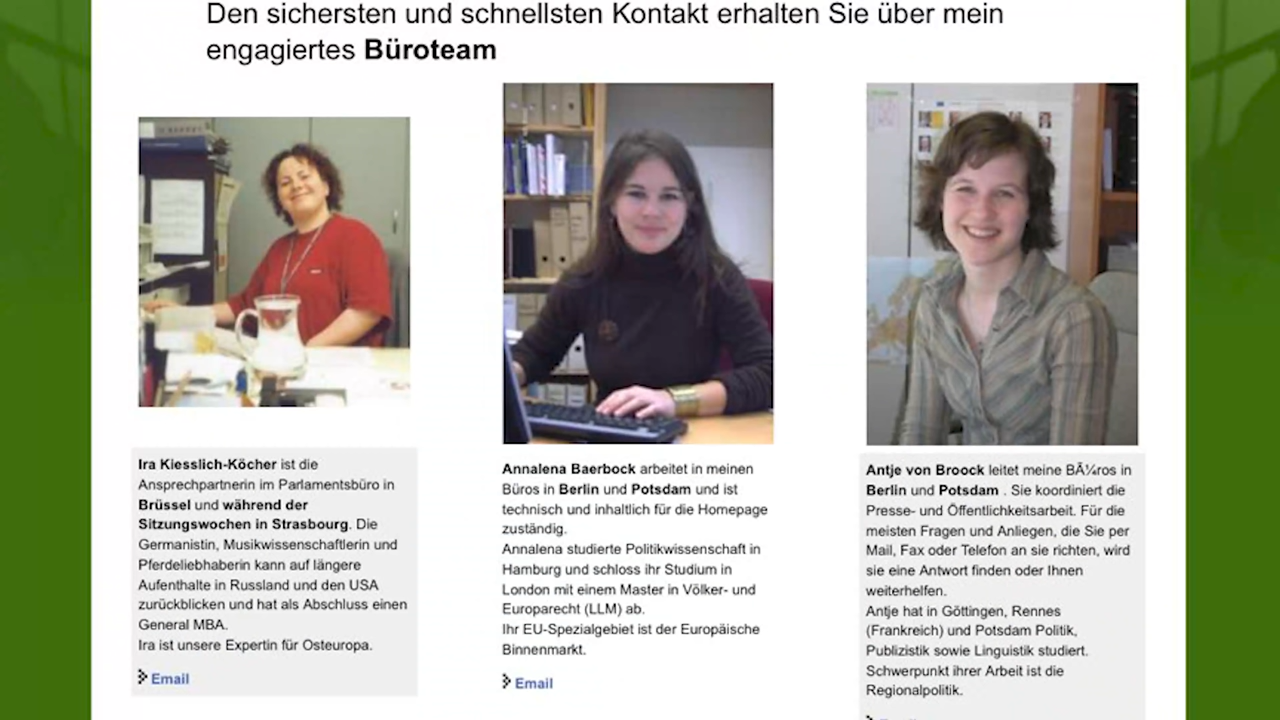 Den sichersten und schnellsten Kontakt erhalten Sie über mein
engagiertes Büroteam
Ira Kiesslich-Köcher ist die
Ansprechpartnerin im Parlamentsbüro in
Brüssel und während der
Sitzungswochen in Strasbourg. Die
Germanistin, Musikwissenschaftlerin und
Pferdeliebhaberin kann auf längere
Aufenthalte in Russland und den USA
zurückblicken und hat als Abschluss einen
General MBA.
Ira ist unsere Expertin für Osteuropa.
Email
Annalena Baerbock arbeitet in meinen
Büros in Berlin und Potsdam und ist
technisch und inhaltlich für die Homepage
zuständig.
Annalena studierte Politikwissenschaft in
Hamburg und schloss ihr Studium in
London mit einem Master in Völker- und
Europarecht (LLM) ab.
Ihr EU-Spezialgebiet ist der Europäische
Binnenmarkt.
Email
Antje von Broock leitet meine BÃ¼ros in
Berlin und Potsdam . Sie koordiniert die
Presse- und Öffentlichkeitsarbeit. Für die
meisten Fragen und Anliegen, die Sie per
Mail, Fax oder Telefon an sie richten, wird
sie eine Antwort finden oder Ihnen
weiterhelfen.
Antje hat in Göttingen, Rennes
(Frankreich) und Potsdam Politik,
Publizistik sowie Linguistik studiert.
Schwerpunkt ihrer Arbeit ist die
Regionalpolitik.